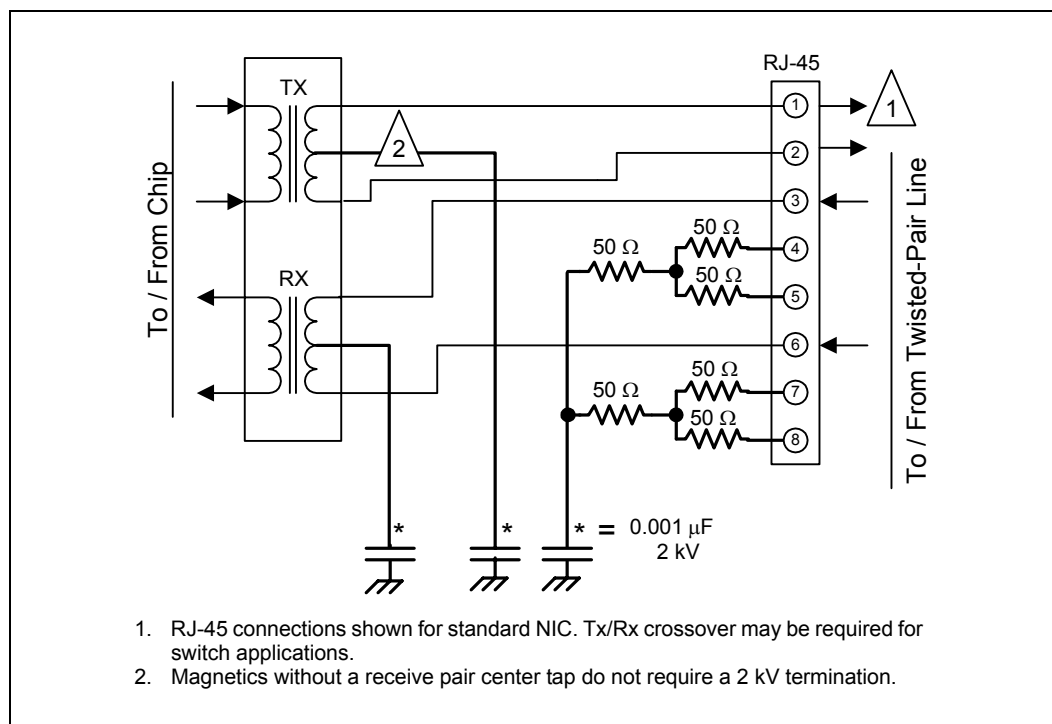 RJ-45
TX
1
1
2
2
3
50 Ω
4
50 Ω
50 Ω
5
RX
6
50 Ω
7
50 Ω
50 Ω
8
To / From Chip
To / From Twisted-Pair Line
* * * = 0.001 μF
2 kV
1. RJ-45 connections shown for standard NIC. Tx/Rx crossover may be required for
switch applications.
2. Magnetics without a receive pair center tap do not require a 2 kV termination.